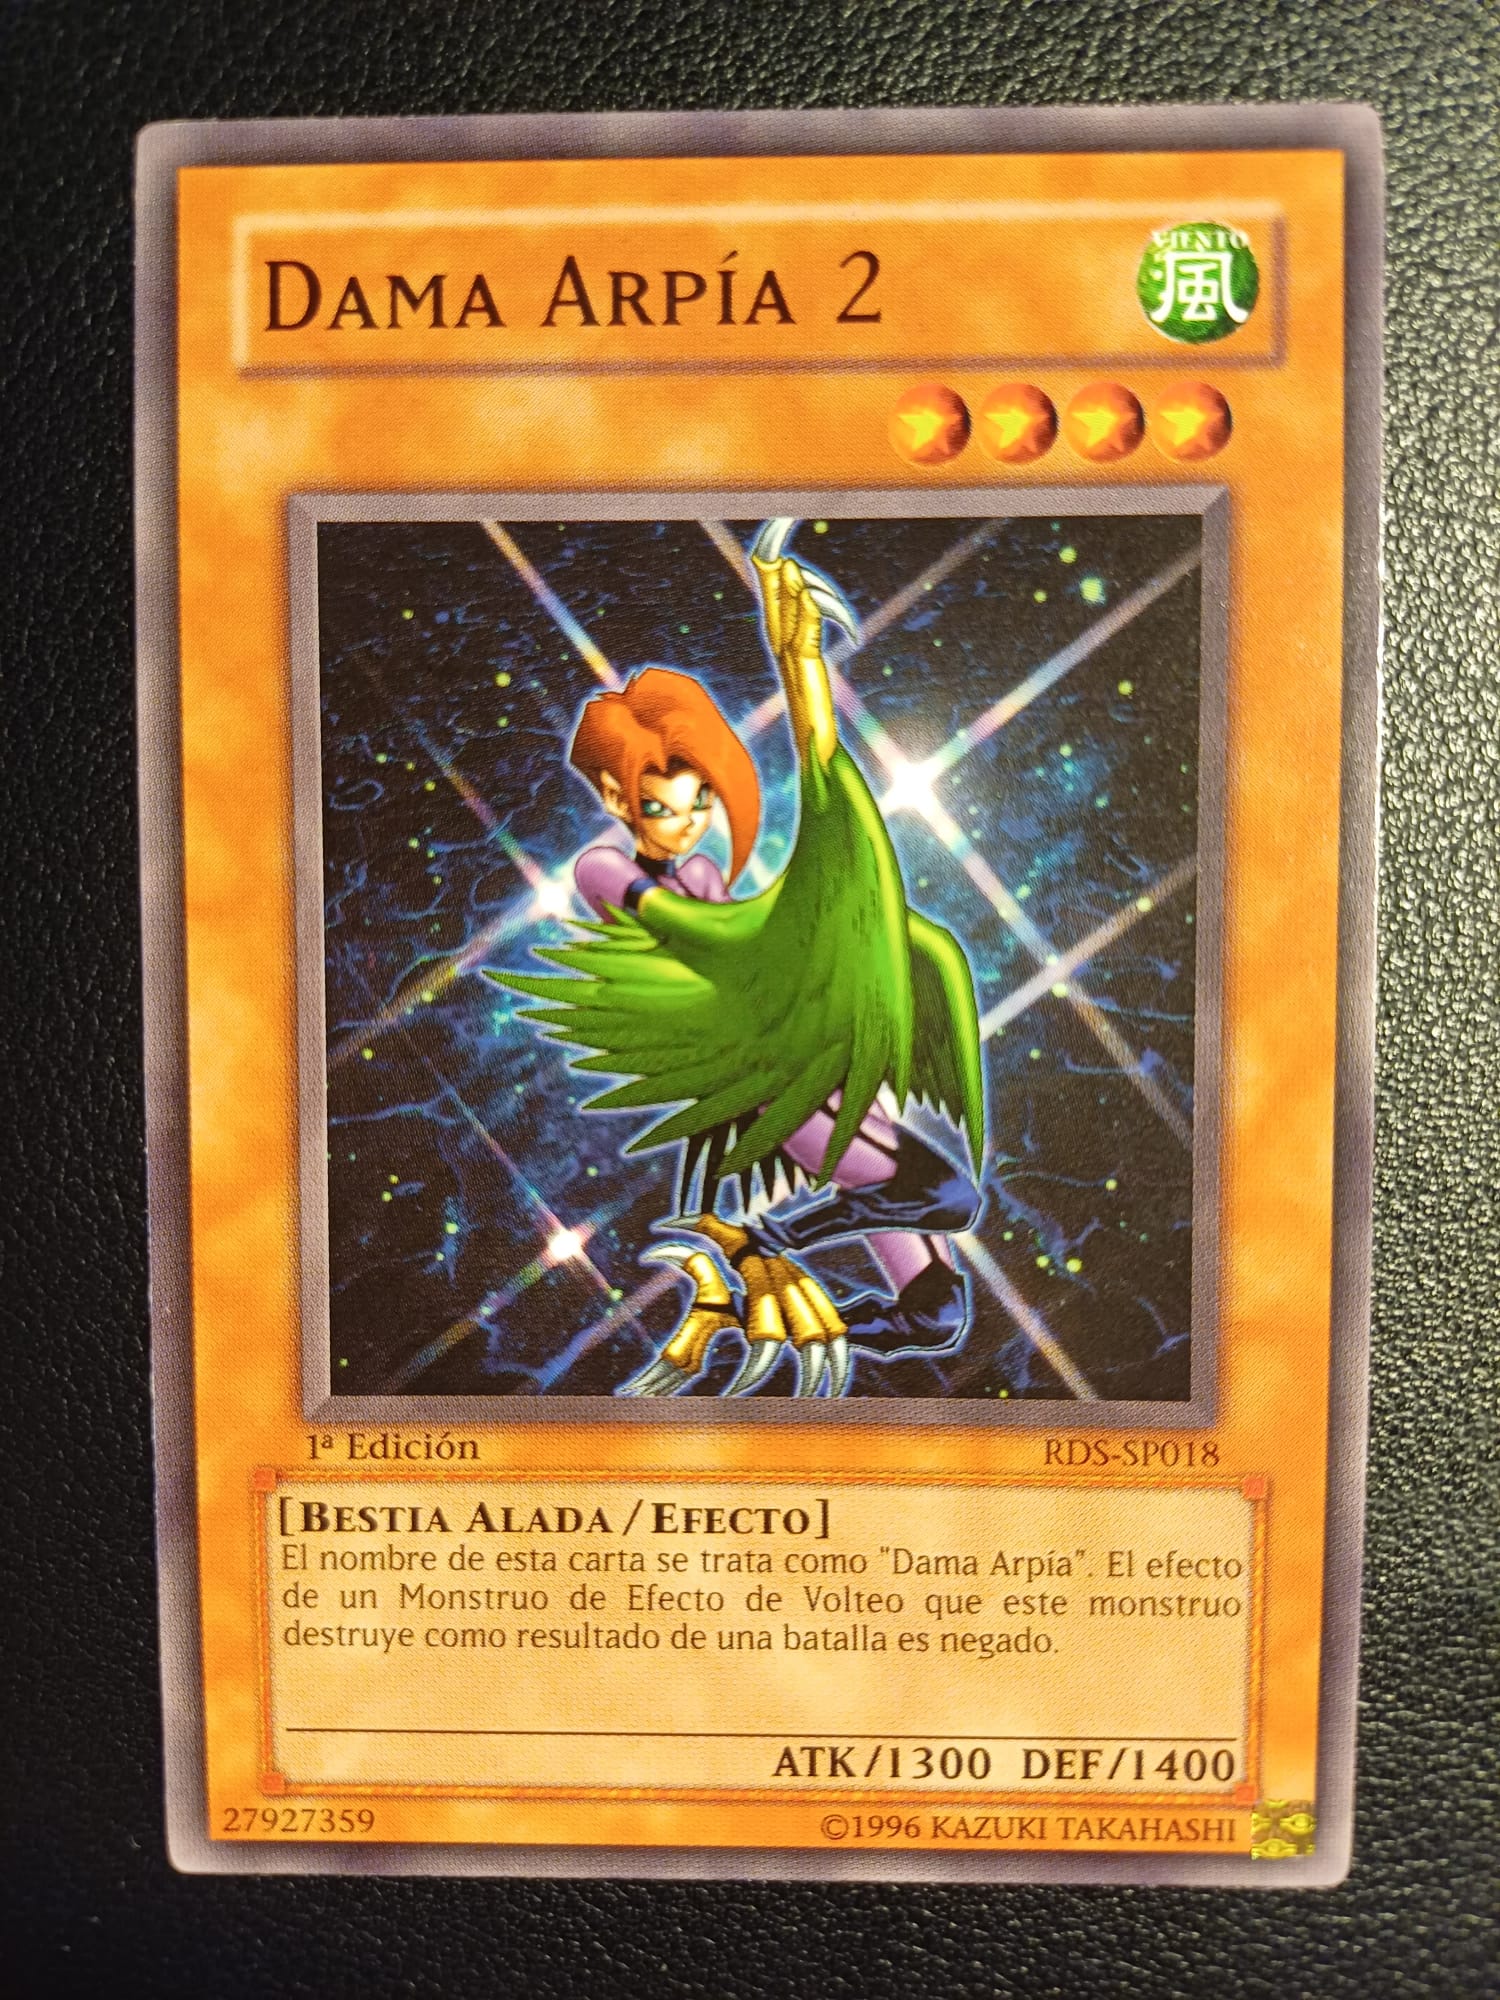 DAMA ARPÍA 2
VIENTO
風
1ª Edición
RDS-SP018
[BESTIA ALADA/EFECTO]
El nombre de esta carta se trata como "Dama Arpía". El efecto
de un Monstruo de Efecto de Volteo que este monstruo
destruye como resultado de una batalla es negado.
ATK/1300 DEF/1400
27927359
©1996 KAZUKI TAKAHASHI